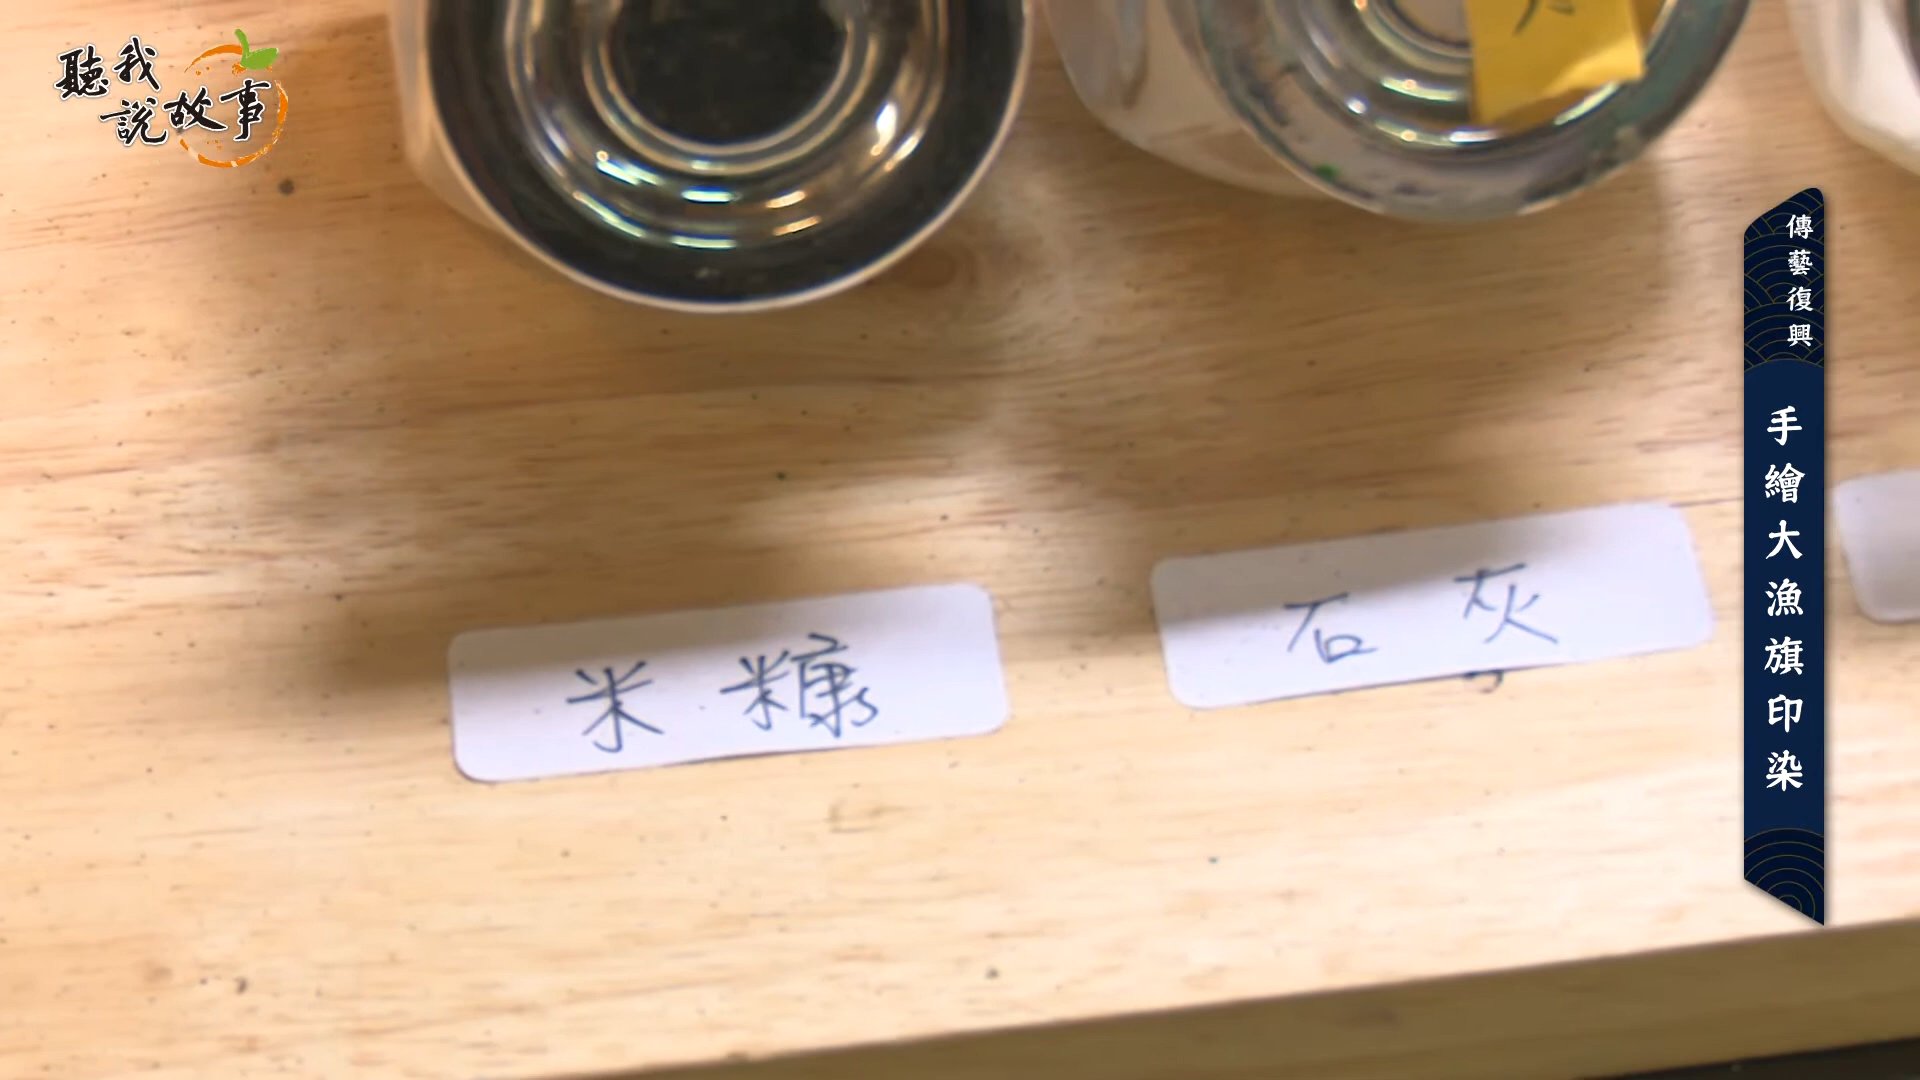 聽我
說故事
傳藝復興
手繪大漁旗印染
米糠
石灰